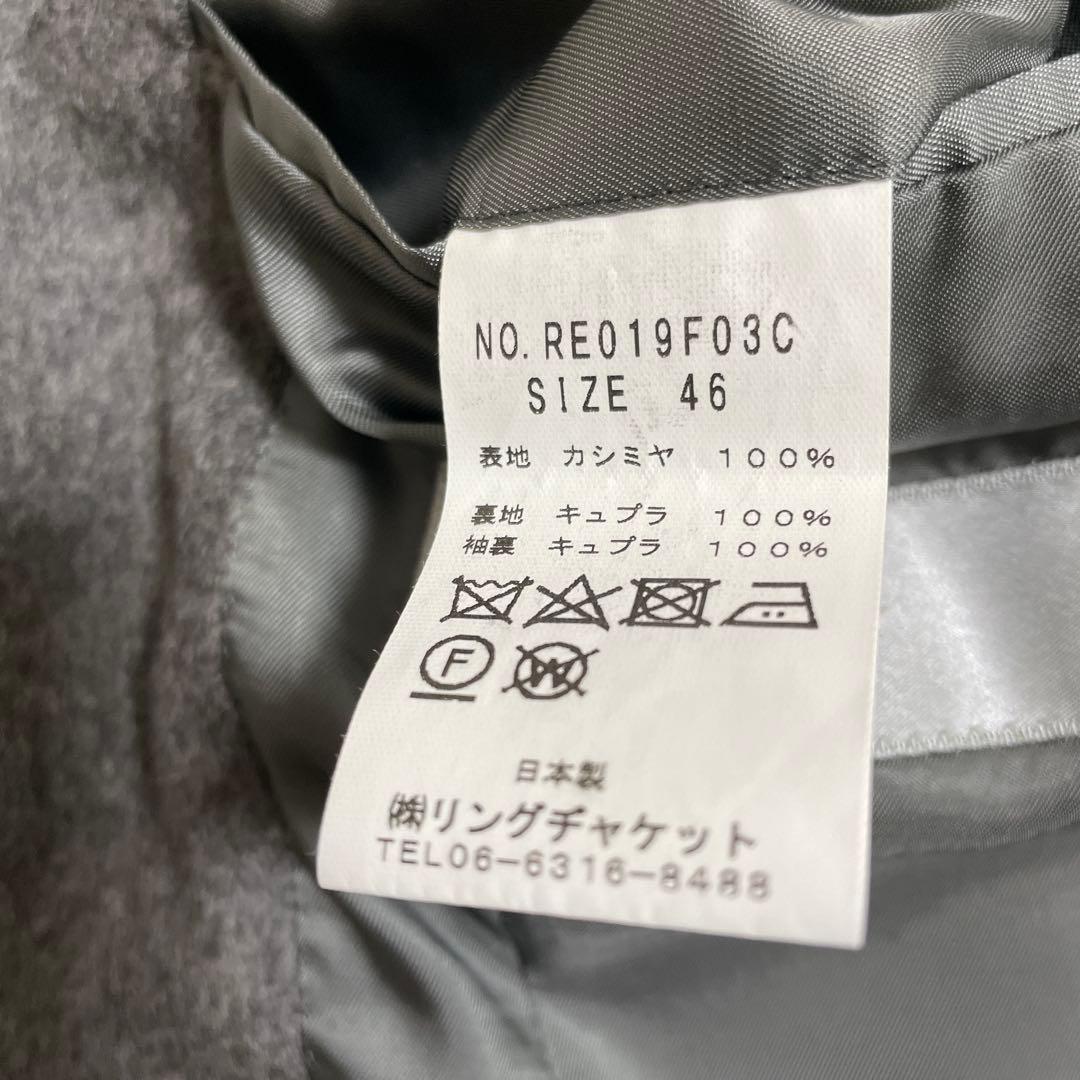 NO. RE019F03C
SIZE 46
表地 カシミヤ 100%
裏地 キュプラ 100%
袖裏 キュプラ 100%
F W
日本製
㈱リングヂャケット
TEL06-6316-8488